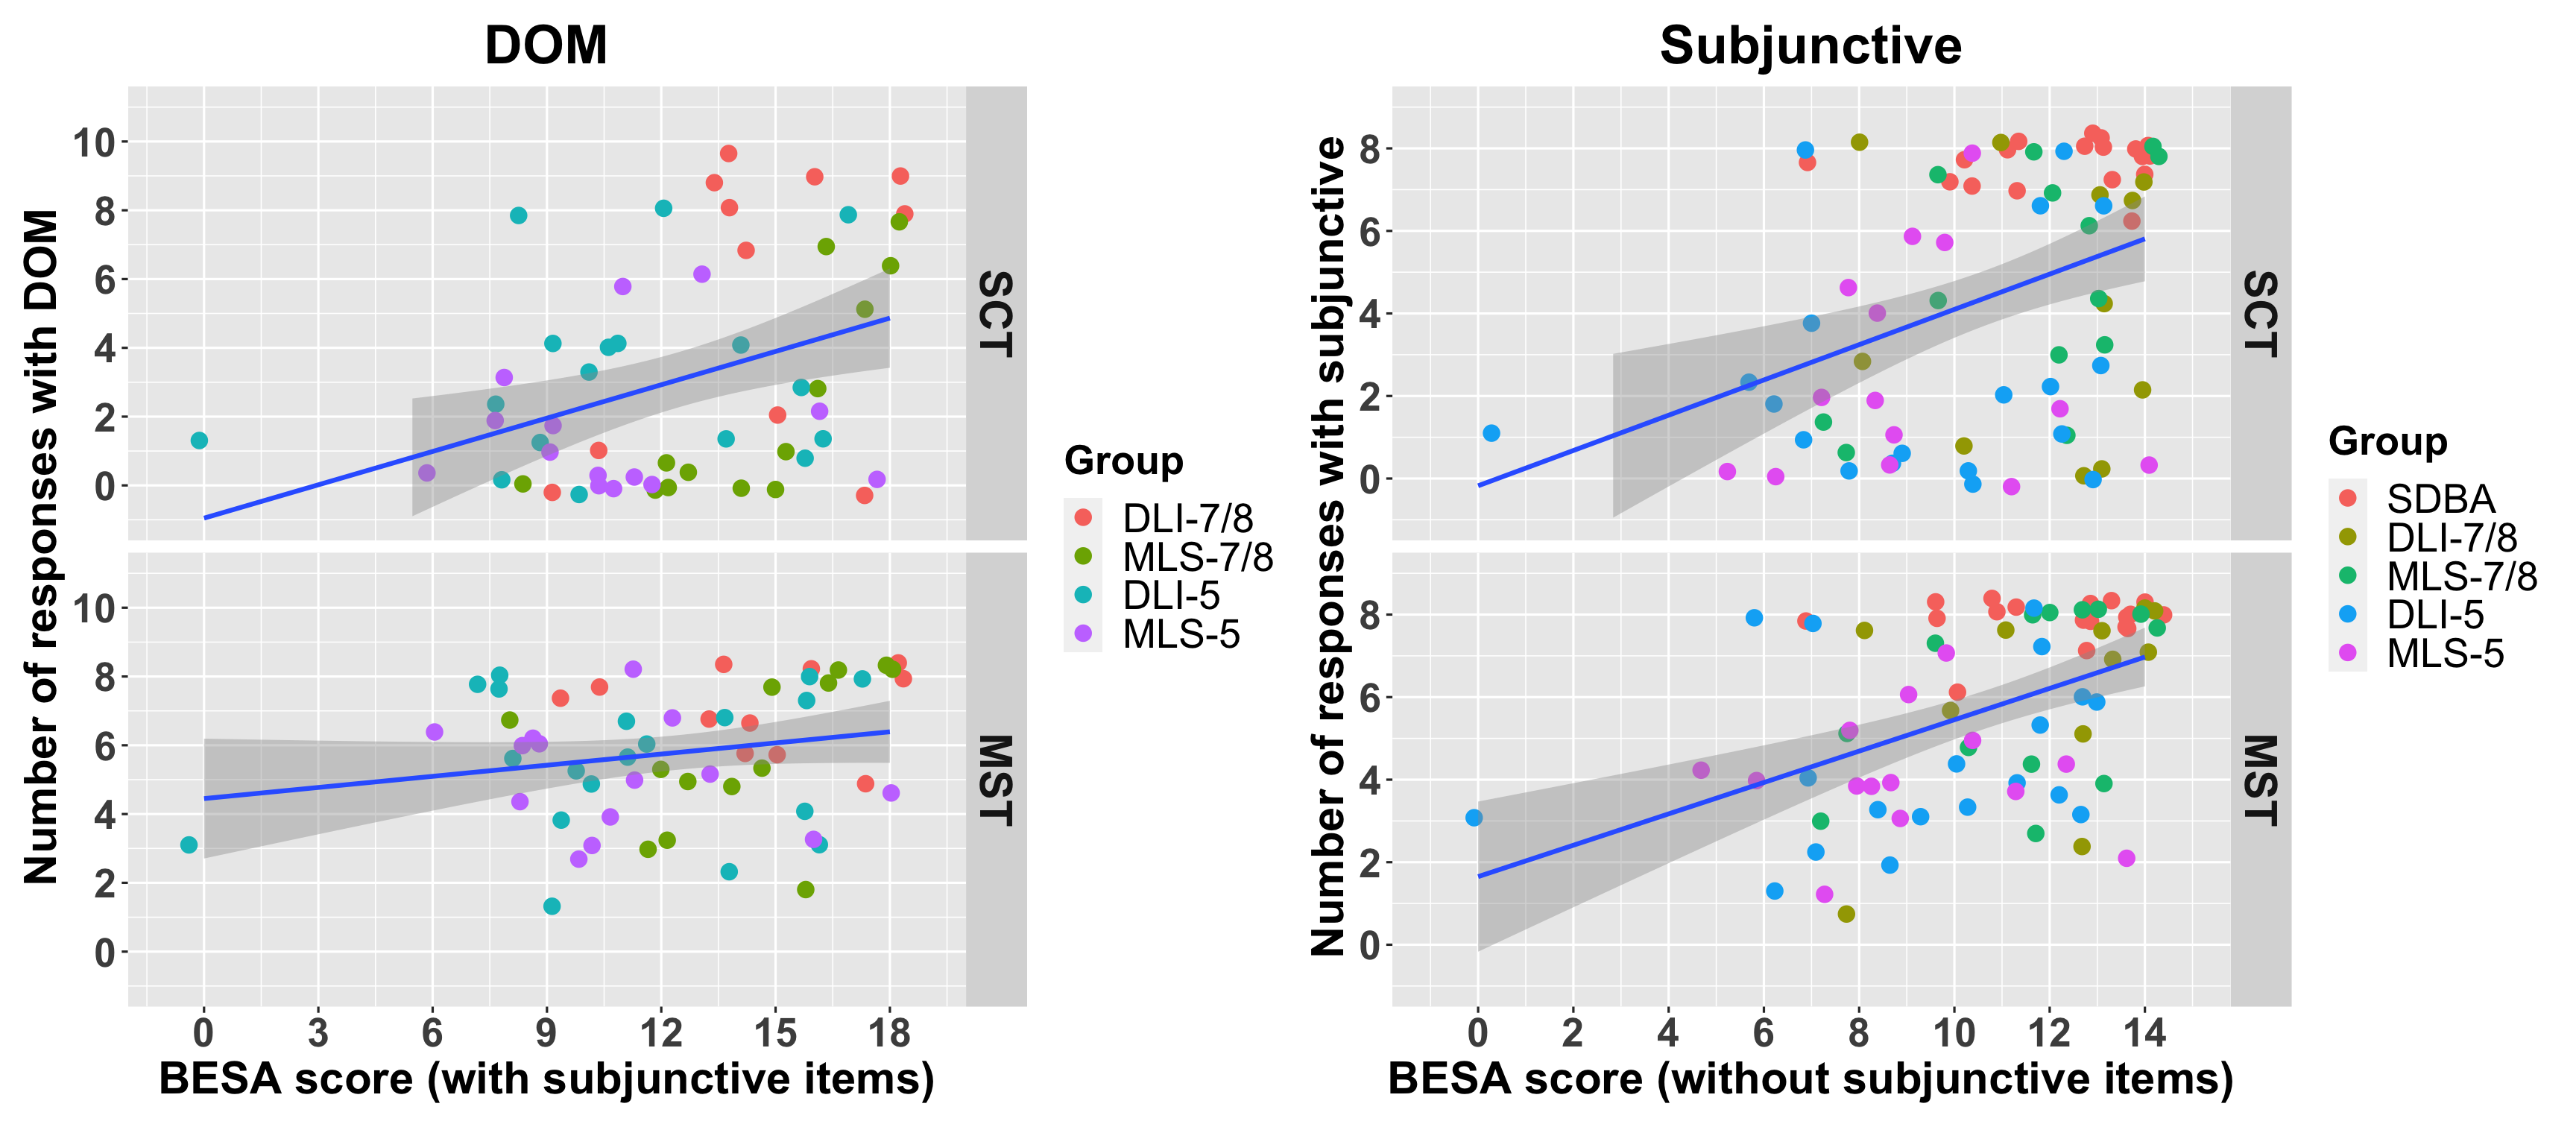 DOM
Number of responses with DOM
10
8
6
4
2
0
SCT
10
8
6
4
2
0
MST
0 3 6 9 12 15 18
BESA score (with subjunctive items)
Group
DLI-7/8
MLS-7/8
DLI-5
MLS-5
Subjunctive
Number of responses with subjunctive
8
6
4
2
0
SCT
8
6
4
2
0
MST
0 2 4 6 8 10 12 14
BESA score (without subjunctive items)
Group
SDBA
DLI-7/8
MLS-7/8
DLI-5
MLS-5